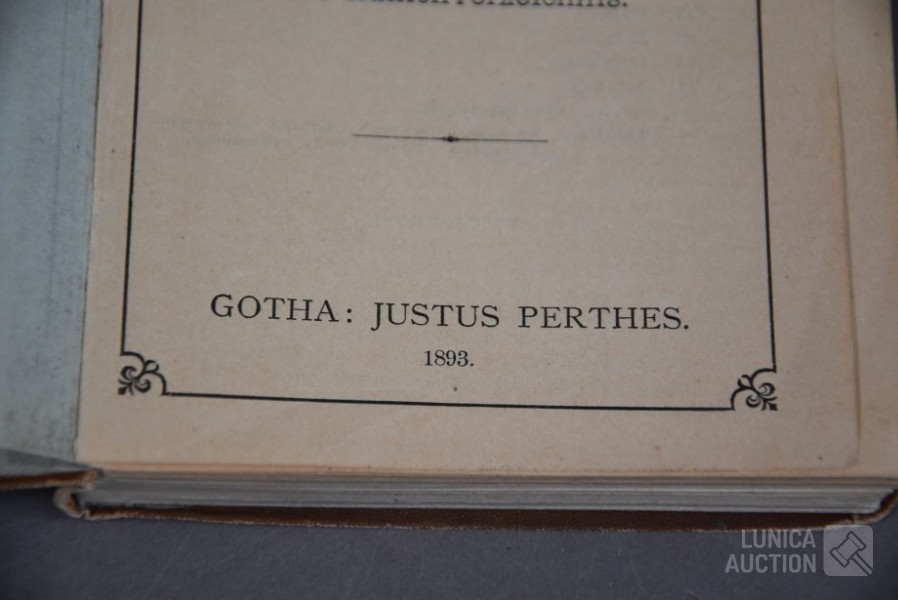 GOTHA: JUSTUS PERTHES.
1893.
LUNICA
AUCTION